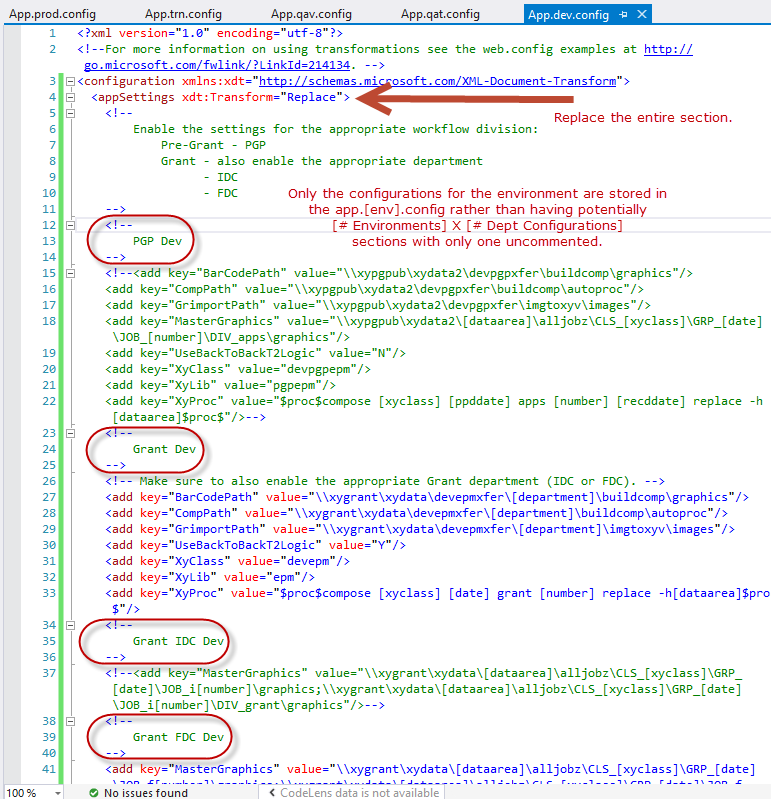 App.prod.config App.trn.config App.qav.config App.qat.config App.dev.config
1 <?xml version="1.0" encoding="utf-8"?>
2 <!--For more information on using transformations see the web.config examples at http://
go.microsoft.com/fwlink/?LinkId=214134. -->
3 <configuration xmlns:xdt="http://schemas.microsoft.com/XML-Document-Transform">
4 <appSettings xdt:Transform="Replace">
Replace the entire section.
5 <!--
6 Enable the settings for the appropriate workflow division:
7 Pre-Grant - PGP
8 Grant - also enable the appropriate department
9 - IDC
10 - FDC
Only the configurations for the environment are stored in
the app.[env].config rather than having potentially
[# Environments] X [# Dept Configurations]
sections with only one uncommented.
11 -->
12 <!--
13 PGP Dev
14 -->
15 <!--<add key="BarCodePath" value="\\xypgpub\xydata2\devpgpxfer\buildcomp\graphics"/>
16 <add key="CompPath" value="\\xypgpub\xydata2\devpgpxfer\buildcomp\autoproc"/>
17 <add key="GrimportPath" value="\\xypgpub\xydata2\devpgpxfer\imgtoxyv\images"/>
18 <add key="MasterGraphics" value="\\xypgpub\xydata2\[dataarea]\alljobz\CLS_[xyclass]\GRP_[date]
\JOB_[number]\DIV_apps\graphics"/>
19 <add key="UseBackToBackT2Logic" value="N"/>
20 <add key="XyClass" value="devpgpepm"/>
21 <add key="XyLib" value="pgpepm"/>
22 <add key="XyProc" value="$proc$compose [xyclass] [ppddate] apps [number] [recddate] replace -h
[dataarea]$proc$"/>-->
23 <!--
24 Grant Dev
25 -->
26 <!-- Make sure to also enable the appropriate Grant department (IDC or FDC). -->
27 <add key="BarCodePath" value="\\xygrant\xydata\devepmxfer\[department]\buildcomp\graphics"/>
28 <add key="CompPath" value="\\xygrant\xydata\devepmxfer\[department]\buildcomp\autoproc"/>
29 <add key="GrimportPath" value="\\xygrant\xydata\devepmxfer\[department]\imgtoxyv\images"/>
30 <add key="UseBackToBackT2Logic" value="Y"/>
31 <add key="XyClass" value="devepm"/>
32 <add key="XyLib" value="epm"/>
33 <add key="XyProc" value="$proc$compose [xyclass] [date] grant [number] replace -h[dataarea]$proc
$"/>
34 <!--
35 Grant IDC Dev
36 -->
37 <!--<add key="MasterGraphics" value="\\xygrant\xydata\[dataarea]\alljobz\CLS_[xyclass]\GRP_
[date]\JOB_i[number]\graphics;\\xygrant\xydata\[dataarea]\alljobz\CLS_[xyclass]\GRP_[date]
\JOB_i[number]\DIV_grant\graphics"/>-->
38 <!--
39 Grant FDC Dev
40 -->
41 <add key="MasterGraphics" value="\\xygrant\xydata\[dataarea]\alljobz\CLS_[xyclass]\GRP_[date]
100 % No issues found CodeLens data is not available